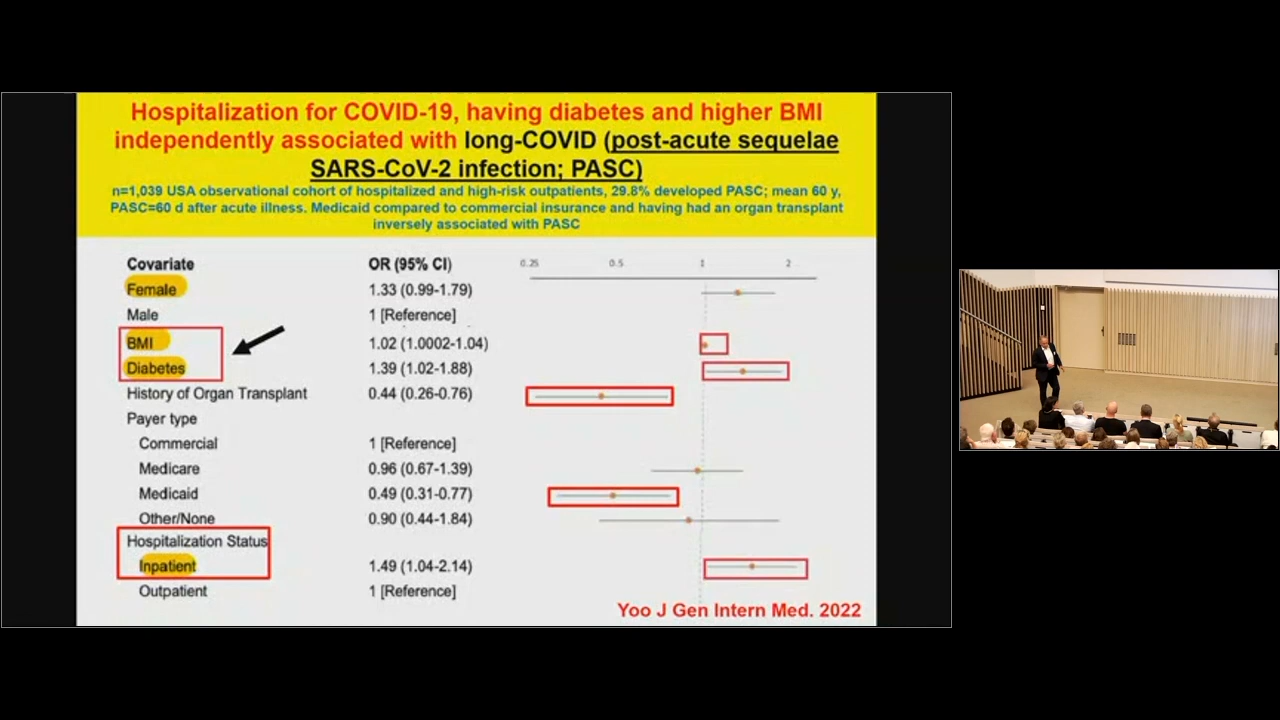 Hospitalization for COVID-19, having diabetes and higher BMI
independently associated with long-COVID (post-acute sequelae
SARS-CoV-2 infection; PASC)
n=1,039 USA observational cohort of hospitalized and high-risk outpatients, 29.8% developed PASC; mean 60 y,
PASC=60 d after acute illness. Medicaid compared to commercial insurance and having had an organ transplant
inversely associated with PASC
Covariate OR (95% CI) 0.25 0.5 1 2
Female 1.33 (0.99-1.79)
Male 1 [Reference]
BMI 1.02 (1.0002-1.04)
Diabetes 1.39 (1.02-1.88)
History of Organ Transplant 0.44 (0.26-0.76)
Payer type
Commercial 1 [Reference]
Medicare 0.96 (0.67-1.39)
Medicaid 0.49 (0.31-0.77)
Other/None 0.90 (0.44-1.84)
Hospitalization Status
Inpatient 1.49 (1.04-2.14)
Outpatient 1 [Reference]
Yoo J Gen Intern Med. 2022